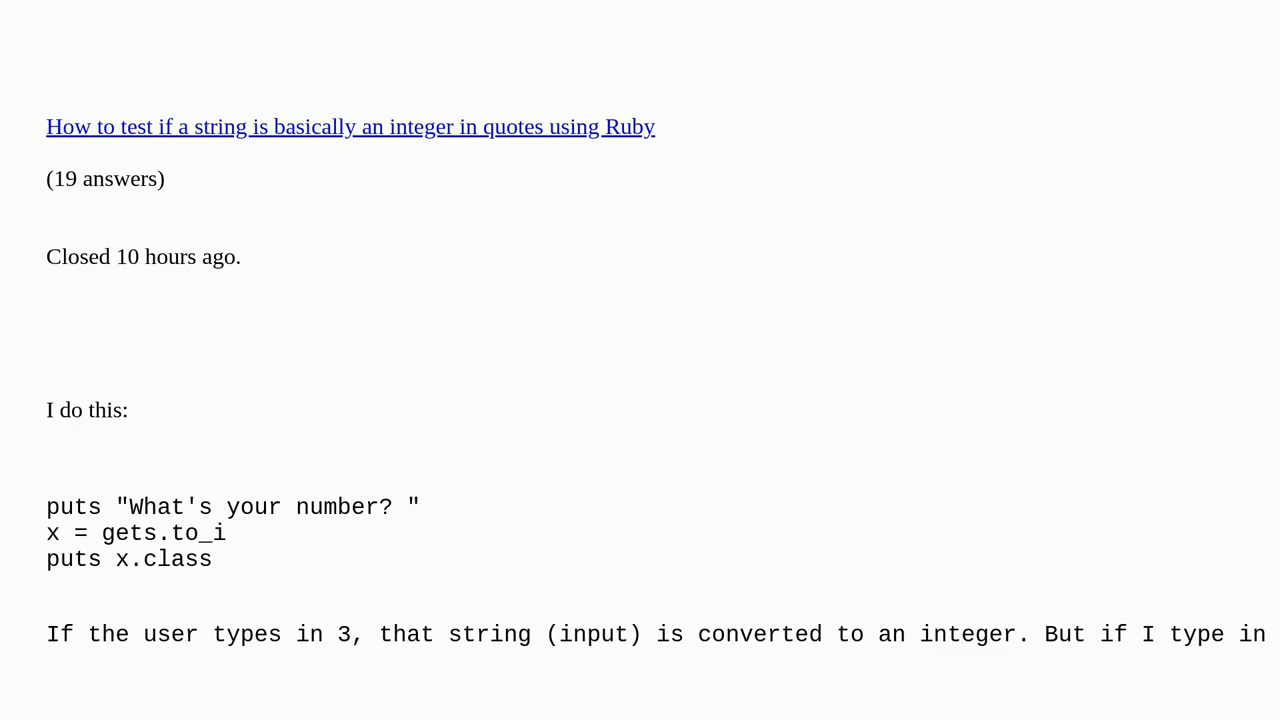 How to test if a string is basically an integer in quotes using Ruby
(19 answers)
Closed 10 hours ago.
I do this:
puts "What's your number? "
x = gets.to_i
puts x.class
If the user types in 3, that string (input) is converted to an integer. But if I type in